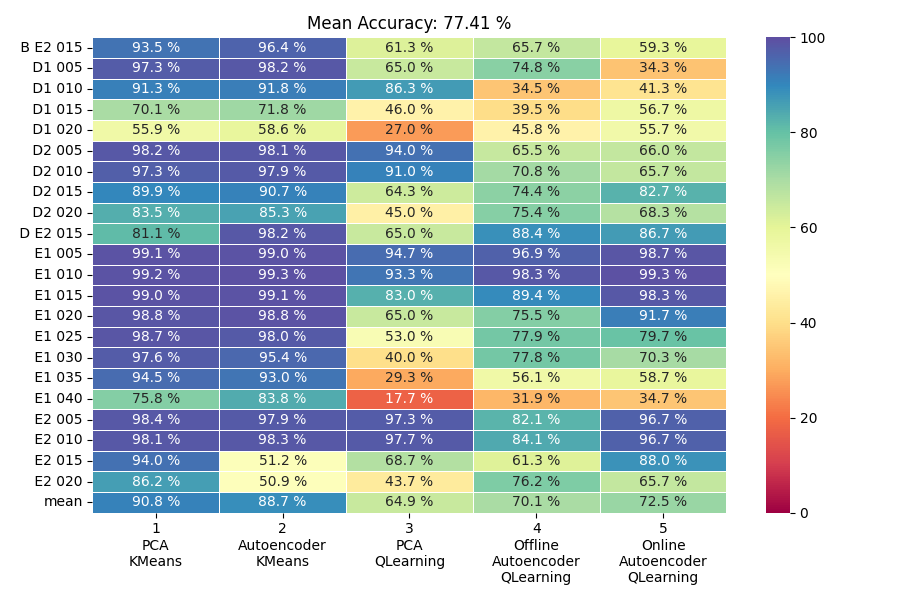 Mean Accuracy: 77.41 %
B E2 015 93.5 % 96.4 % 61.3 % 65.7 % 59.3 % 100
D1 005 97.3 % 98.2 % 65.0 % 74.8 % 34.3 %
D1 010 91.3 % 91.8 % 86.3 % 34.5 % 41.3 %
D1 015 70.1 % 71.8 % 46.0 % 39.5 % 56.7 %
D1 020 55.9 % 58.6 % 27.0 % 45.8 % 55.7 % 80
D2 005 98.2 % 98.1 % 94.0 % 65.5 % 66.0 %
D2 010 97.3 % 97.9 % 91.0 % 70.8 % 65.7 %
D2 015 89.9 % 90.7 % 64.3 % 74.4 % 82.7 %
D2 020 83.5 % 85.3 % 45.0 % 75.4 % 68.3 %
D E2 015 81.1 % 98.2 % 65.0 % 88.4 % 86.7 % 60
E1 005 99.1 % 99.0 % 94.7 % 96.9 % 98.7 %
E1 010 99.2 % 99.3 % 93.3 % 98.3 % 99.3 %
E1 015 99.0 % 99.1 % 83.0 % 89.4 % 98.3 %
E1 020 98.8 % 98.8 % 65.0 % 75.5 % 91.7 % 40
E1 025 98.7 % 98.0 % 53.0 % 77.9 % 79.7 %
E1 030 97.6 % 95.4 % 40.0 % 77.8 % 70.3 %
E1 035 94.5 % 93.0 % 29.3 % 56.1 % 58.7 %
E1 040 75.8 % 83.8 % 17.7 % 31.9 % 34.7 %
E2 005 98.4 % 97.9 % 97.3 % 82.1 % 96.7 % 20
E2 010 98.1 % 98.3 % 97.7 % 84.1 % 96.7 %
E2 015 94.0 % 51.2 % 68.7 % 61.3 % 88.0 %
E2 020 86.2 % 50.9 % 43.7 % 76.2 % 65.7 %
mean 90.8 % 88.7 % 64.9 % 70.1 % 72.5 % 0
1 2 3 4 5
PCA Autoencoder PCA Offline Online
KMeans KMeans QLearning Autoencoder Autoencoder
QLearning QLearning